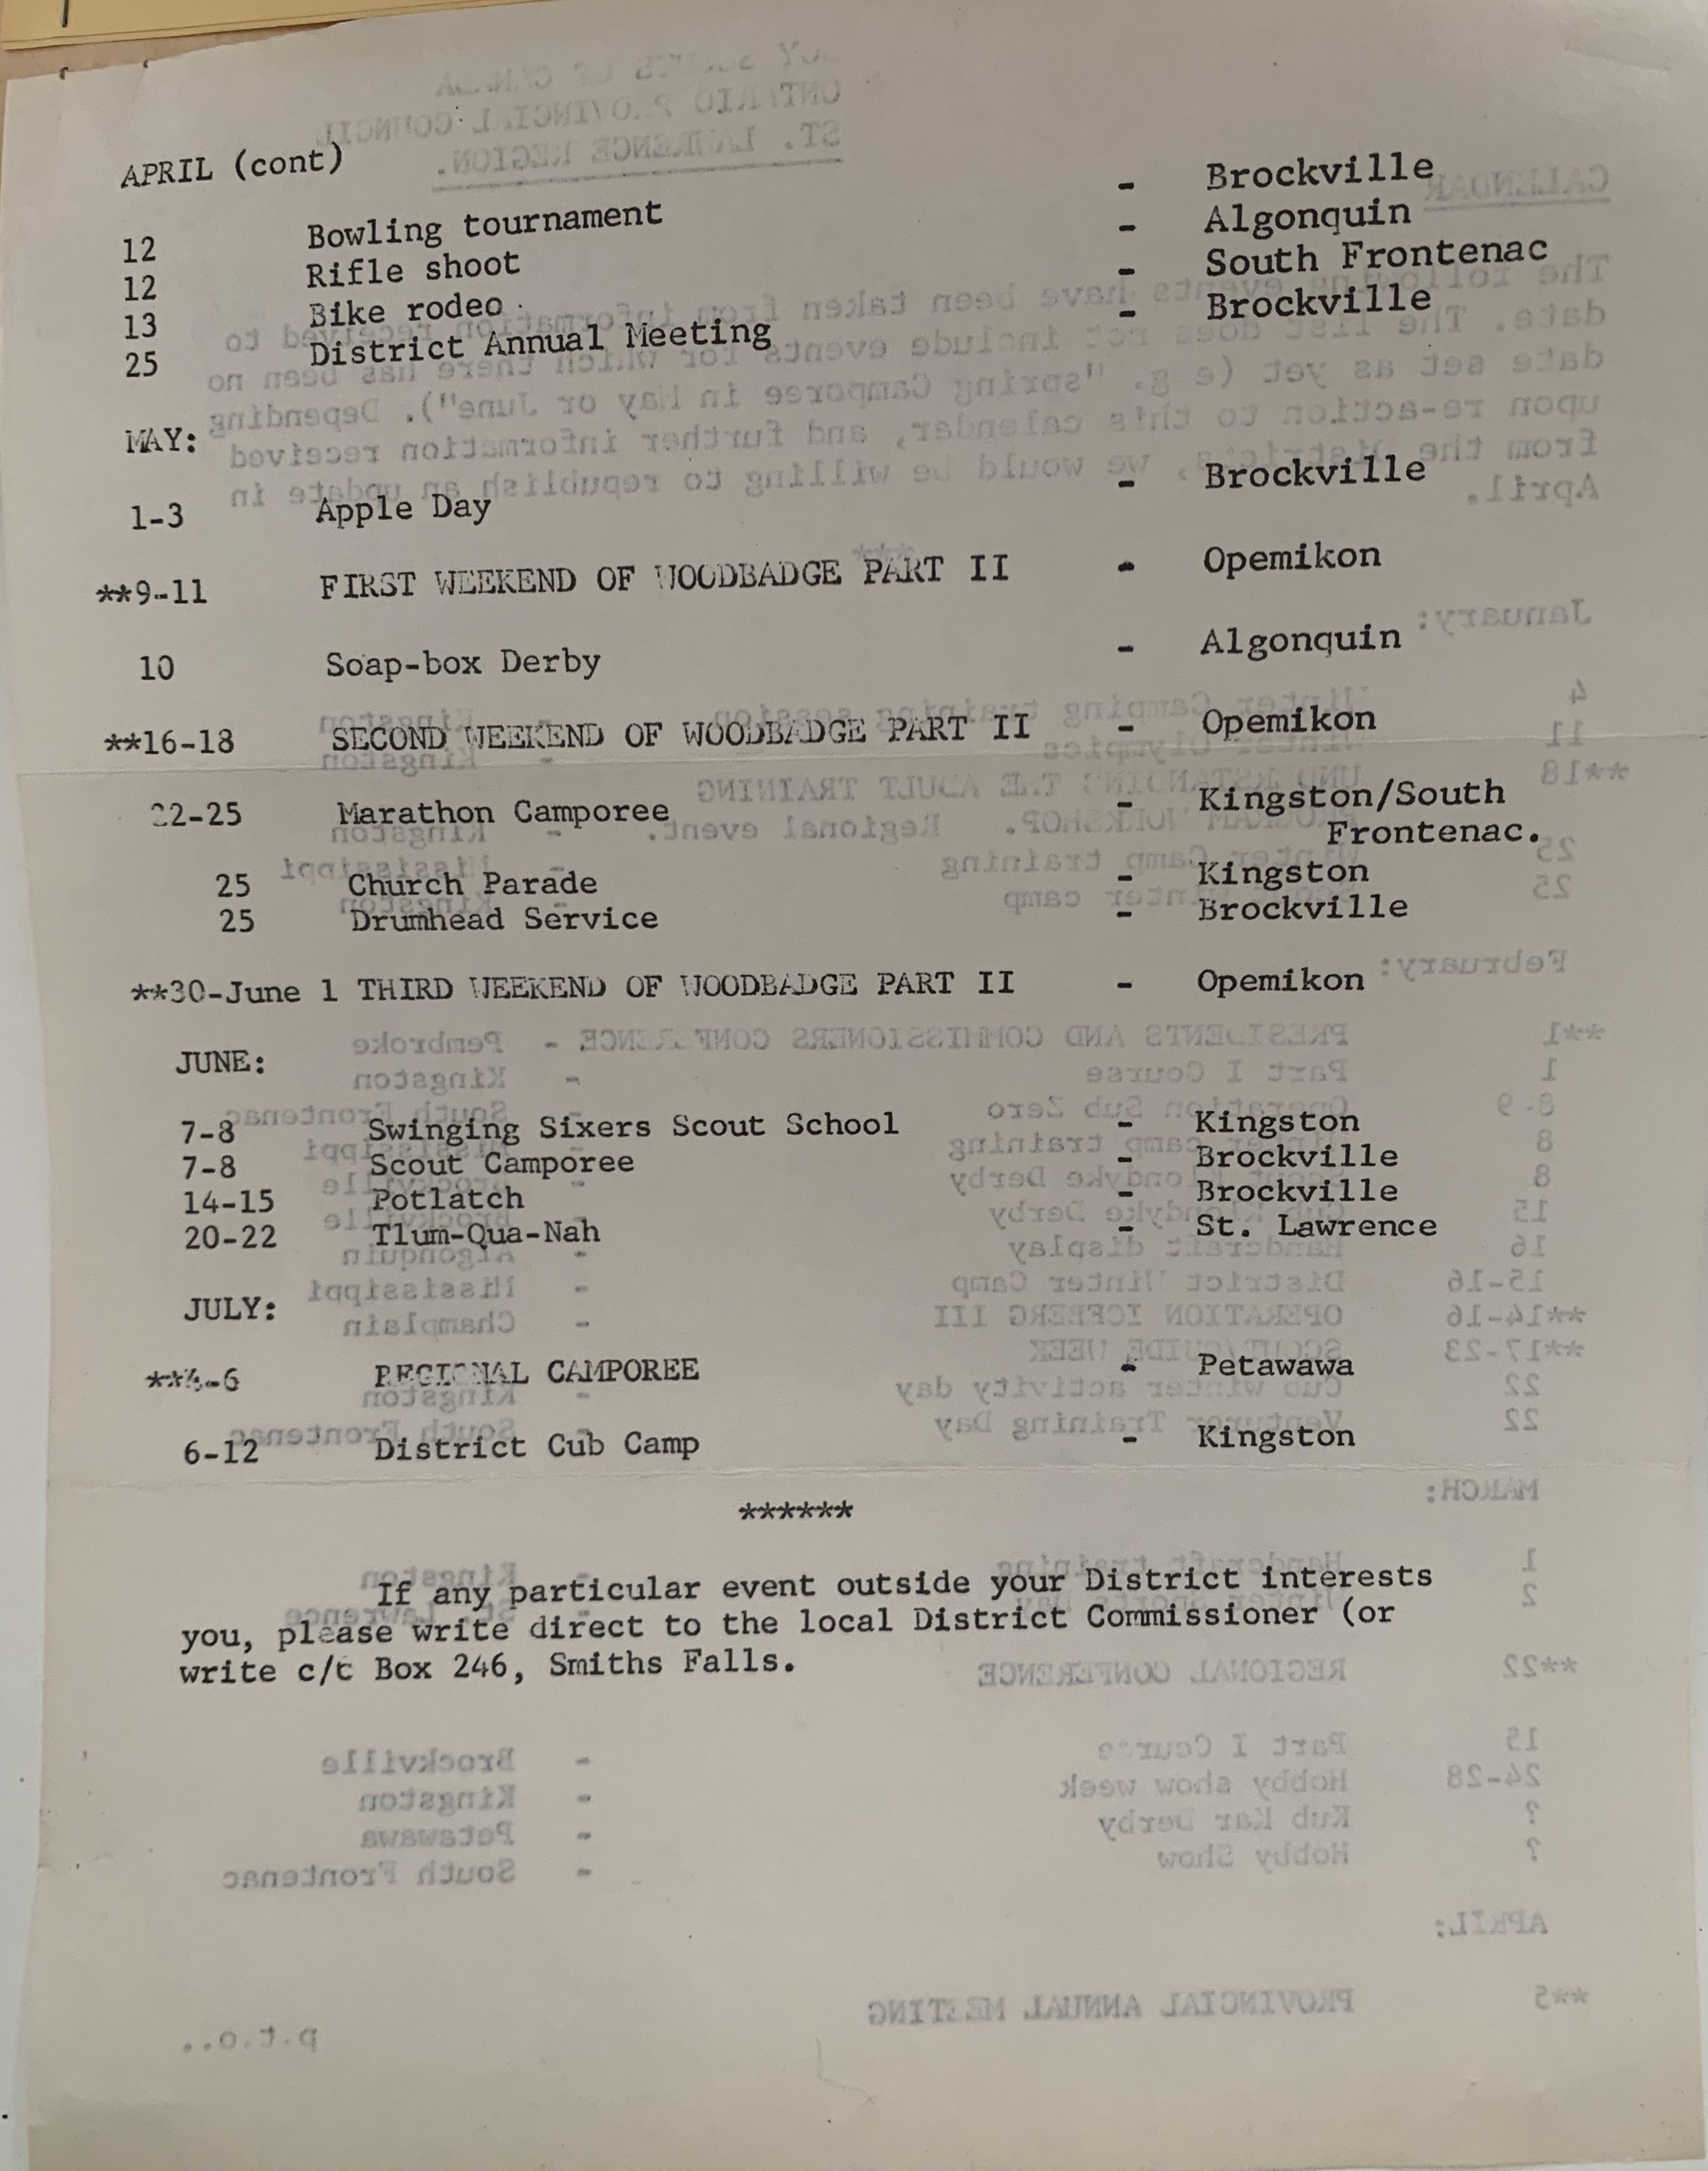 APRIL (cont)
12 Bowling tournament - Brockville
12 Rifle shoot - Algonquin
13 Bike rodeo - South Frontenac
25 District Annual Meeting - Brockville
MAY:
1-3 Apple Day - Brockville
**9-11 FIRST WEEKEND OF WOODBADGE PART II - Opemikon
10 Soap-box Derby - Algonquin
**16-18 SECOND WEEKEND OF WOODBADGE PART II - Opemikon
22-25 Marathon Camporee - Kingston/South
Frontenac.
25 Church Parade - Kingston
25 Drumhead Service - Brockville
**30-June 1 THIRD WEEKEND OF WOODBADGE PART II - Opemikon
JUNE:
7-8 Swinging Sixers Scout School - Kingston
7-8 Scout Camporee - Brockville
14-15 Potlatch - Brockville
20-22 Tlum-Qua-Nah - St. Lawrence
JULY:
**4-6 REGIONAL CAMPOREE - Petawawa
6-12 District Cub Camp - Kingston
******
If any particular event outside your District interests
you, please write direct to the local District Commissioner (or
write c/t Box 246, Smiths Falls.